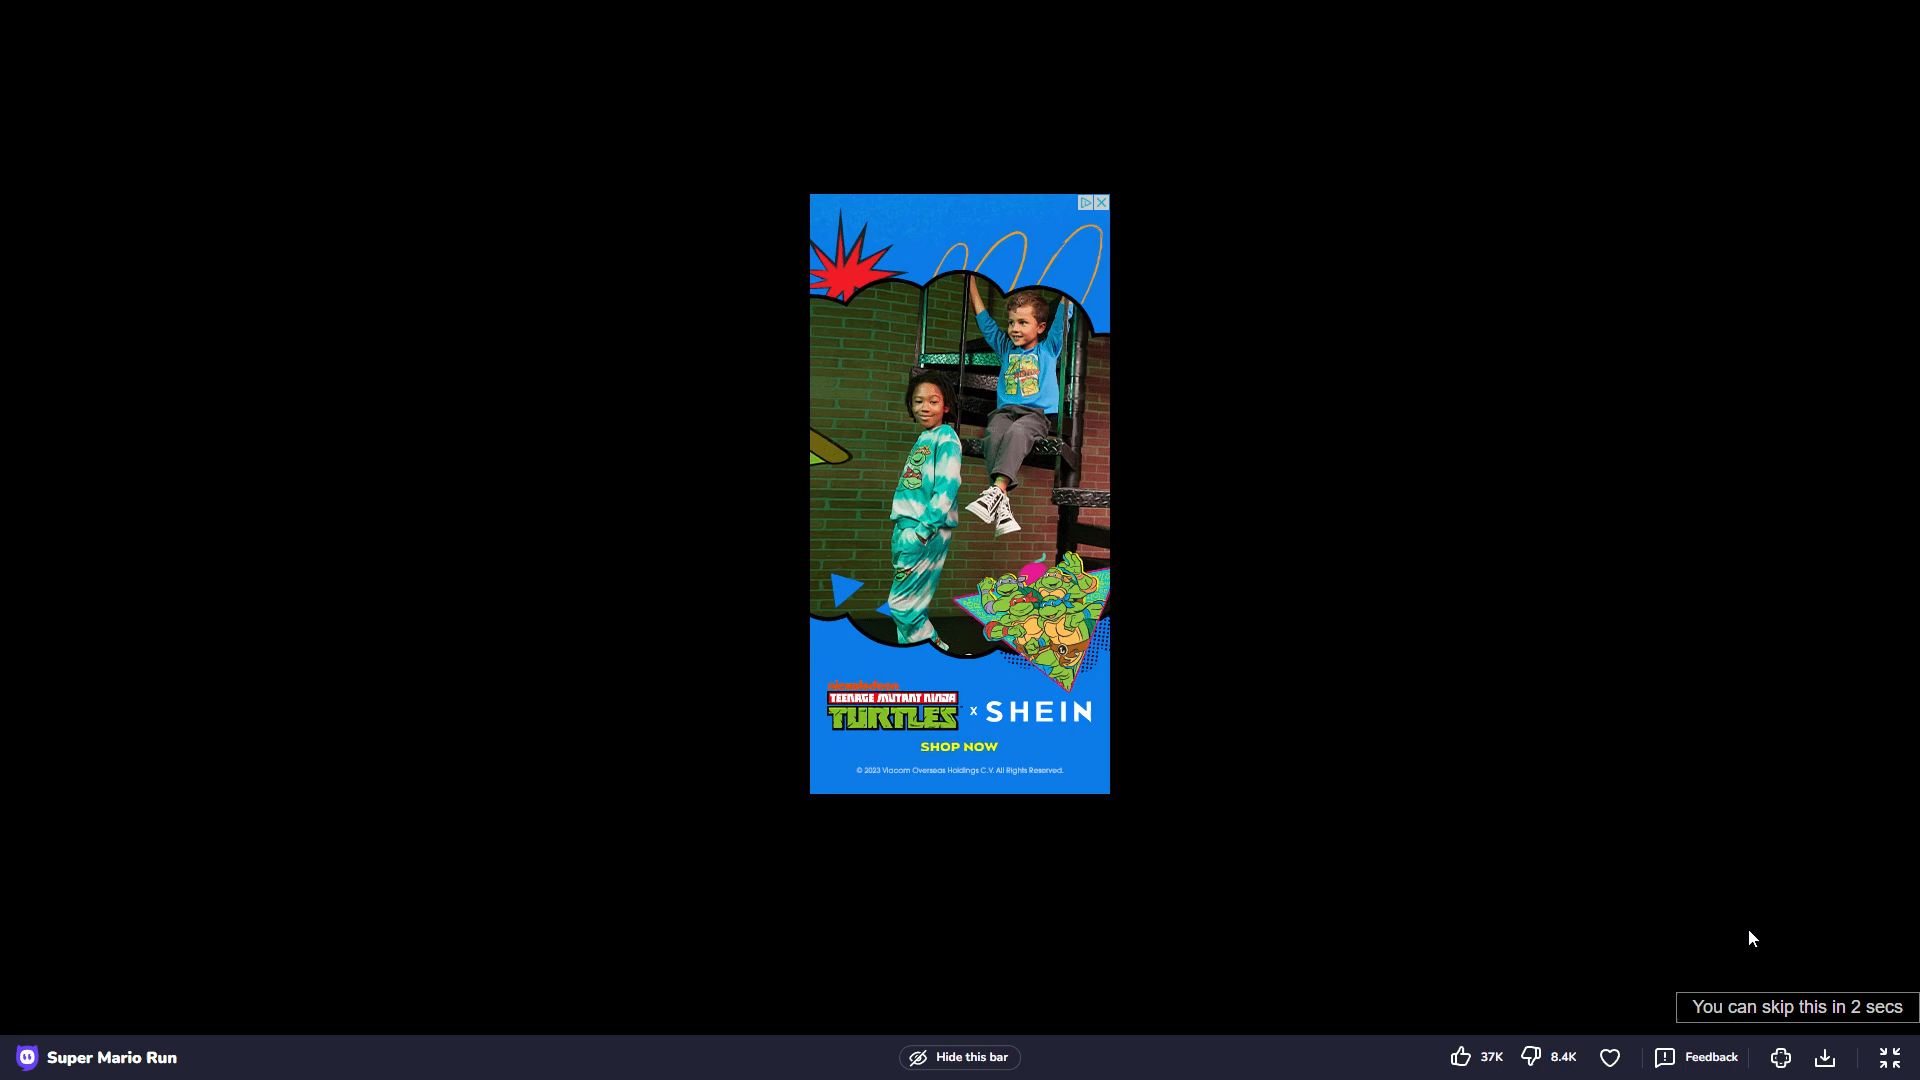 nickelodeon
TEENAGE MUTANT NINJA
TURTLES x SHEIN
SHOP NOW
© 2023 Viacom Overseas Holdings C.V. All Rights Reserved.
You can skip this in 2 secs
Super Mario Run
Hide this bar
37K
8.4K
Feedback